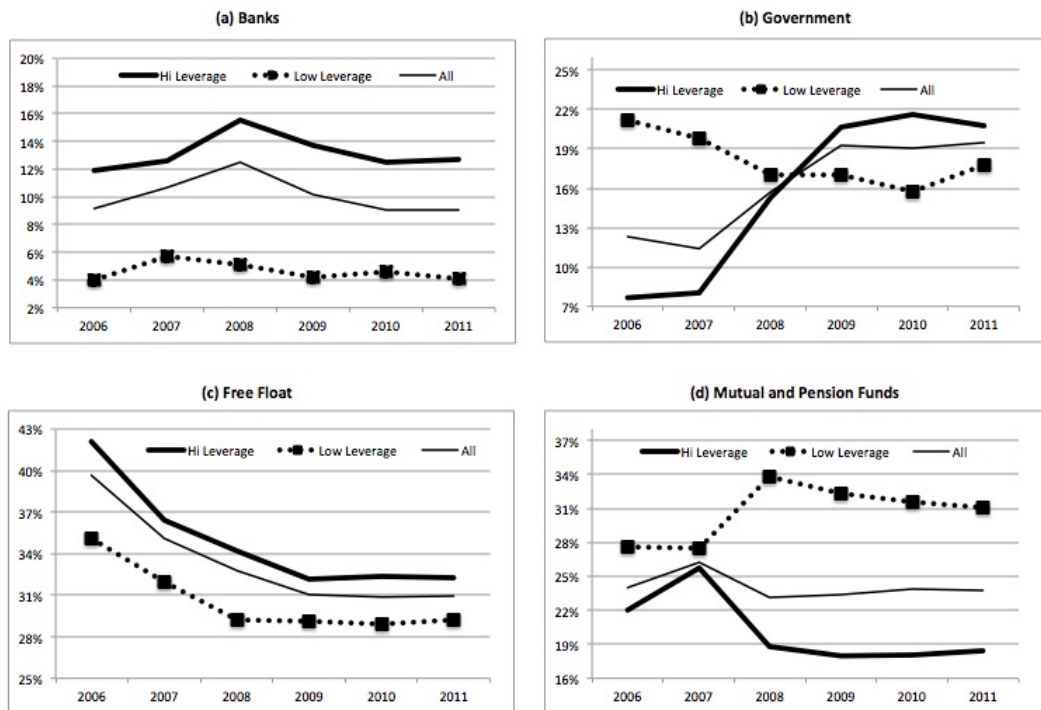 (a) Banks
20%
18%
16%
14%
12%
10%
8%
6%
4%
2%
Hi Leverage Low Leverage All
2006 2007 2008 2009 2010 2011
(b) Government
25%
22%
19%
16%
13%
10%
7%
Hi Leverage Low Leverage All
2006 2007 2008 2009 2010 2011
(c) Free Float
43%
40%
37%
34%
31%
28%
25%
Hi Leverage Low Leverage All
2006 2007 2008 2009 2010 2011
(d) Mutual and Pension Funds
37%
34%
31%
28%
25%
22%
19%
16%
Hi Leverage Low Leverage All
2006 2007 2008 2009 2010 2011